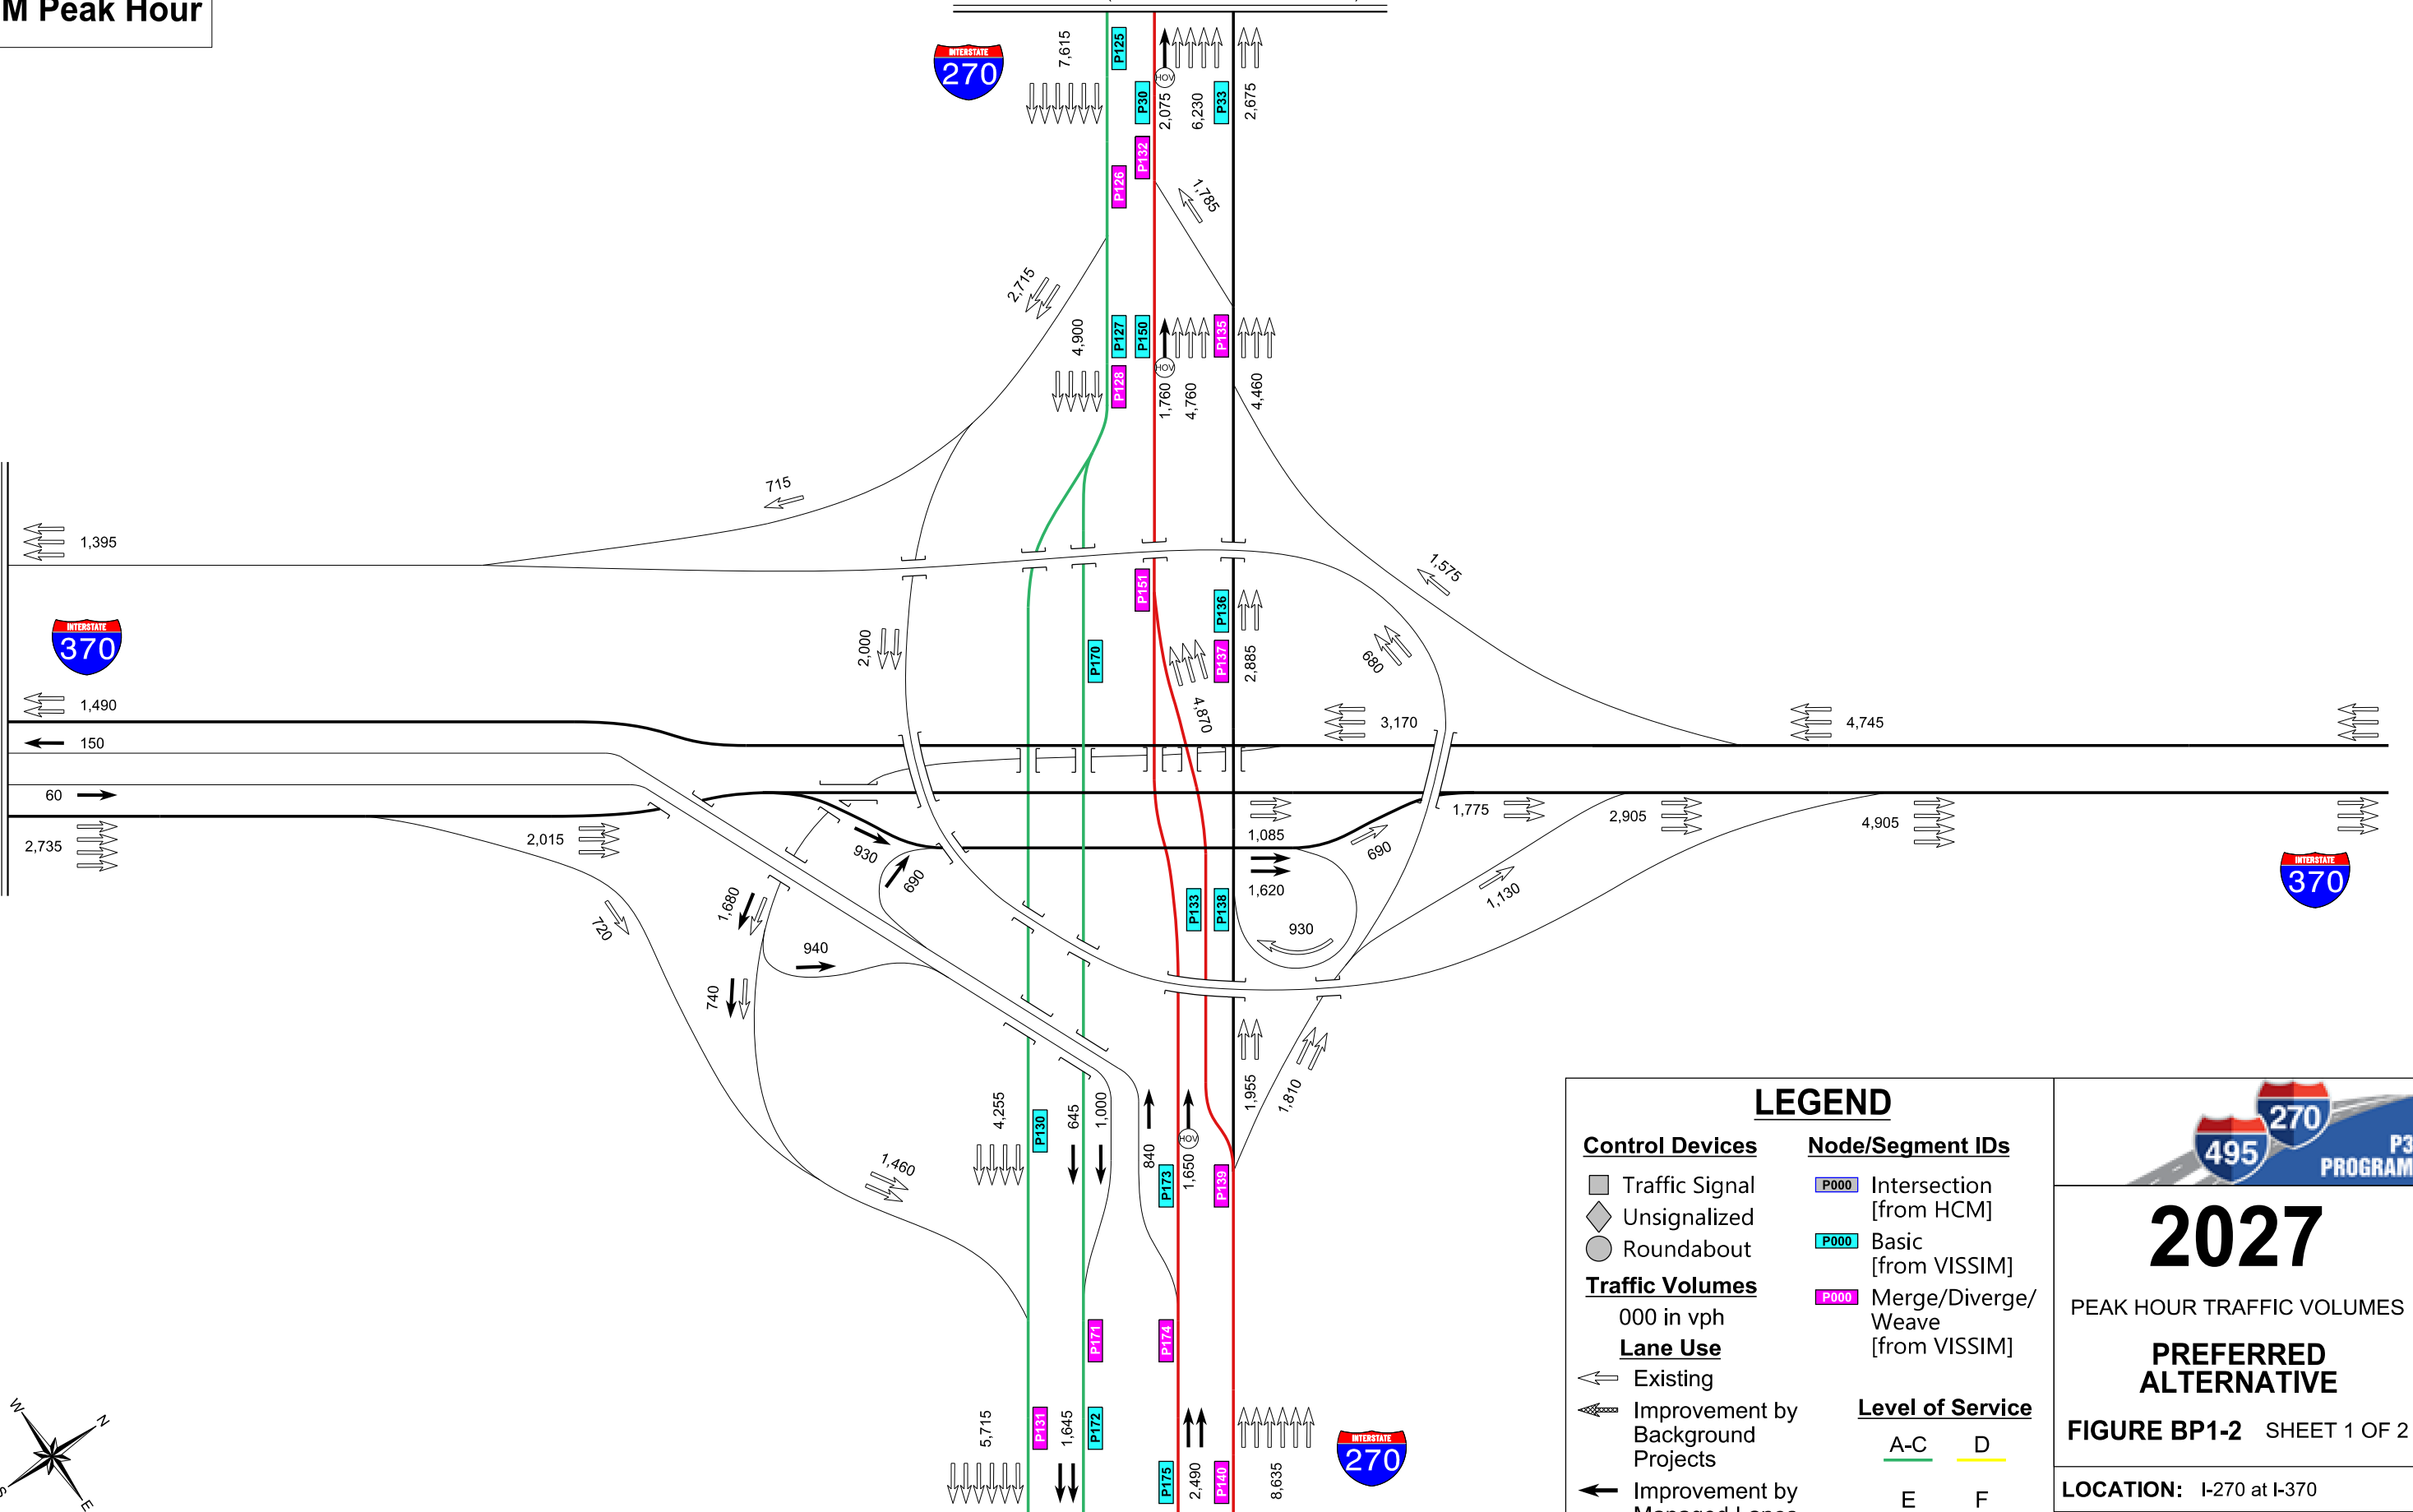 M Peak Hour
INTERSTATE
270
7,615
P125
P30
HOV
2,075
6,230
P33
2,675
P132
P126
1,785
2,715
4,900
P127
P150
P128
HOV
1,760
4,760
P135
4,460
715
1,395
1,575
INTERSTATE
370
2,000
P151
P136
P170
P137
2,885
680
4,870
1,490
150
3,170
4,745
60
2,735
2,015
930
690
1,085
1,620
690
1,775
2,905
4,905
INTERSTATE
370
720
1,680
940
740
P133
P138
930
1,130
4,255
P130
645
1,000
840
HOV
1,650
P173
P139
1,955
1,810
1,460
P171
P174
5,715
P131
1,645
P172
P175
2,490
P140
8,635
INTERSTATE
270
W
N
S
E
LEGEND
Control Devices
Traffic Signal
Unsignalized
Roundabout
Traffic Volumes
000 in vph
Lane Use
Existing
Improvement by
Background
Projects
Improvement by
Node/Segment IDs
P000 Intersection
[from HCM]
P000 Basic
[from VISSIM]
P000 Merge/Diverge/
Weave
[from VISSIM]
Level of Service
A-C D
E F
495
270
P3
PROGRAM
2027
PEAK HOUR TRAFFIC VOLUMES
PREFERRED
ALTERNATIVE
FIGURE BP1-2 SHEET 1 OF 2
LOCATION: I-270 at I-370